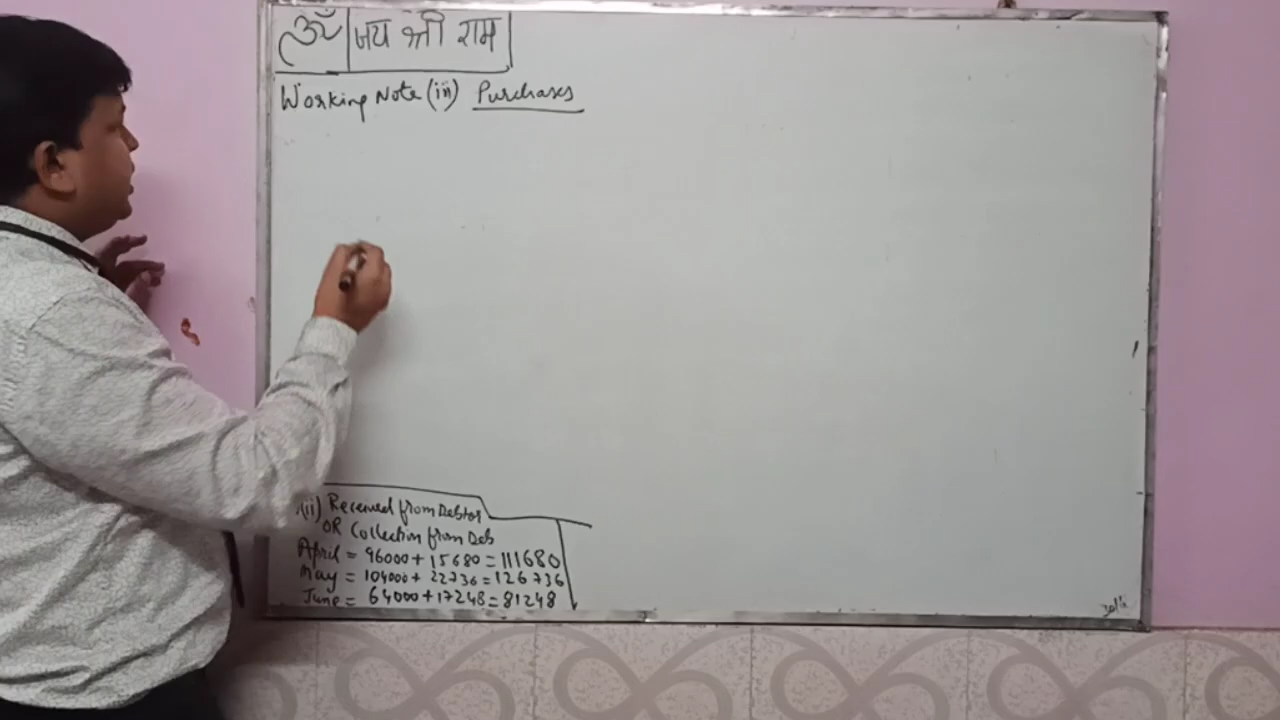 ॐ जय श्री राम
Working Note (iii) Purchases
(ii) Received from Debtor
OR Collection from Deb
April = 96000 + 15680 = 111680
May = 104000 + 22736 = 126736
June = 64000 + 17248 = 81248